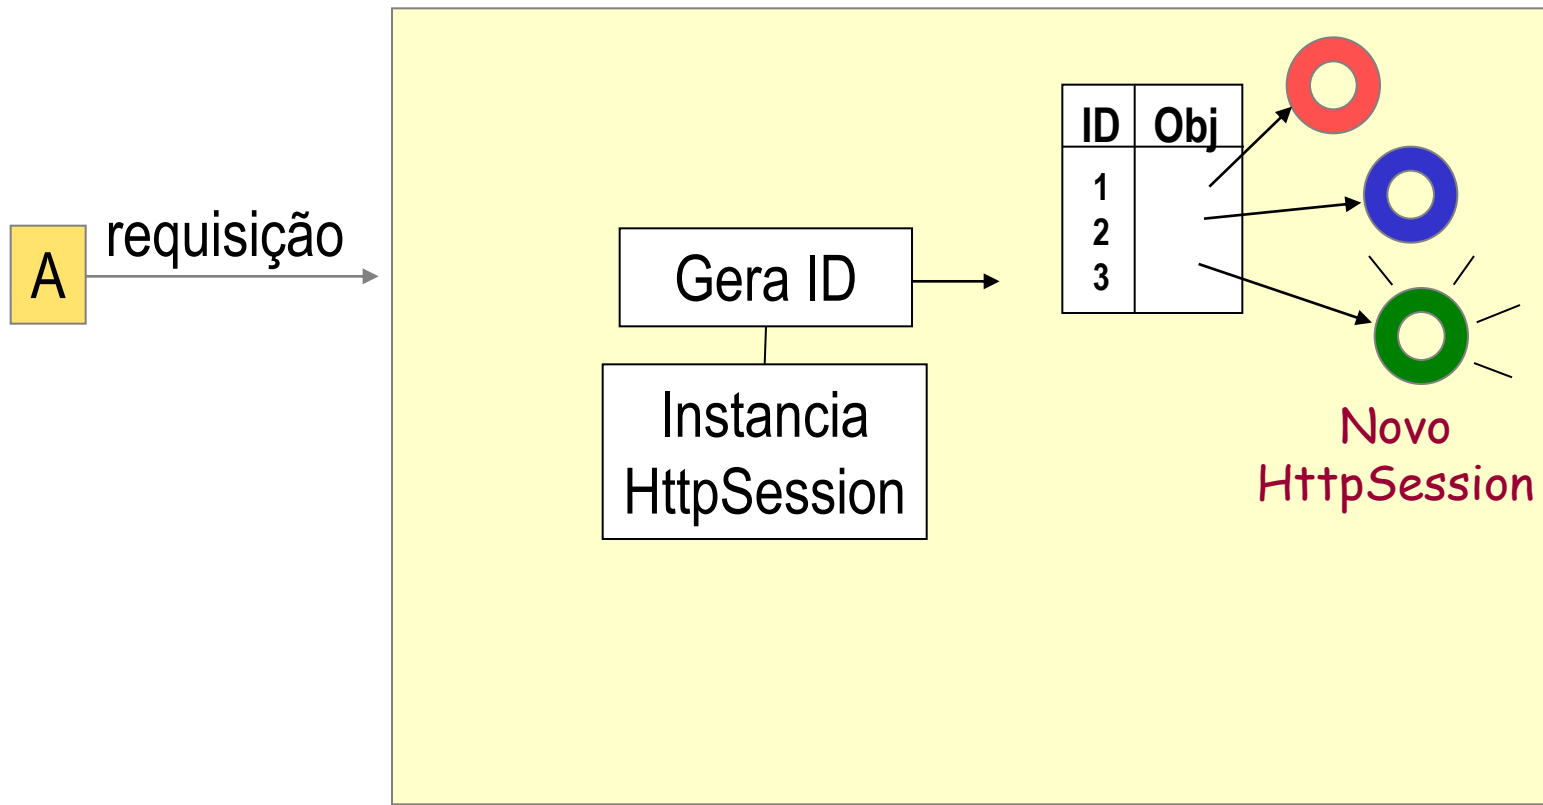 A
requisição
Gera ID
Instancia
HttpSession
ID Obj
1
2
3
Novo
HttpSession